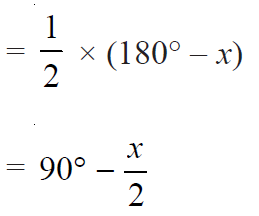 = 1/2 × (180° – x)
= 90° – x/2